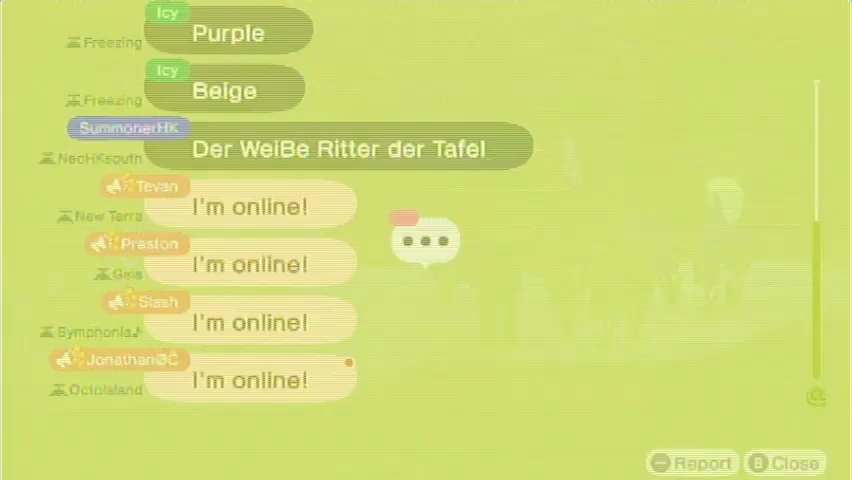 Icy
Purple
Freezing
Icy
Beige
Freezing
SummonerHK
Der WeiBe Ritter der Tafel
NeoHKsouth
Tevan
I'm online!
New Terra
Preston
I'm online!
Gaia
Slash
I'm online!
Symphonia♪
Jonathan@C
I'm online!
Octoisland
Report
Close